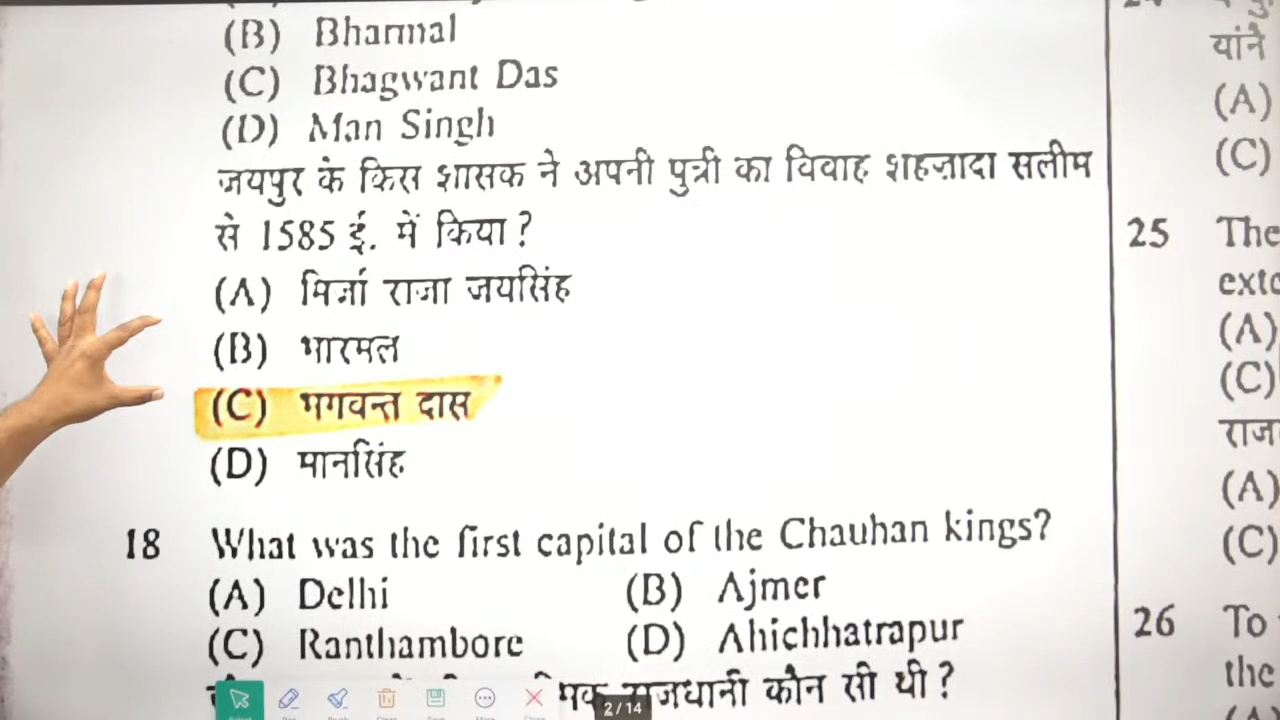 (B) Bharmal
(C) Bhagwant Das
(D) Man Singh
जयपुर के किस शासक ने अपनी पुत्री का विवाह शहज़ादा सलीम
से 1585 ई. में किया?
(A) मिर्जा राजा जयसिंह
(B) भारमल
(C) भगवन्त दास
(D) मानसिंह
18 What was the first capital of the Chauhan kings?
(A) Delhi (B) Ajmer
(C) Ranthambore (D) Ahichhatrapur
राजधानी कौन सी थी?
2 / 14
यांने
(A)
(C)
25 The
(A)
(C)
राज
(A)
(C)
26 To
the